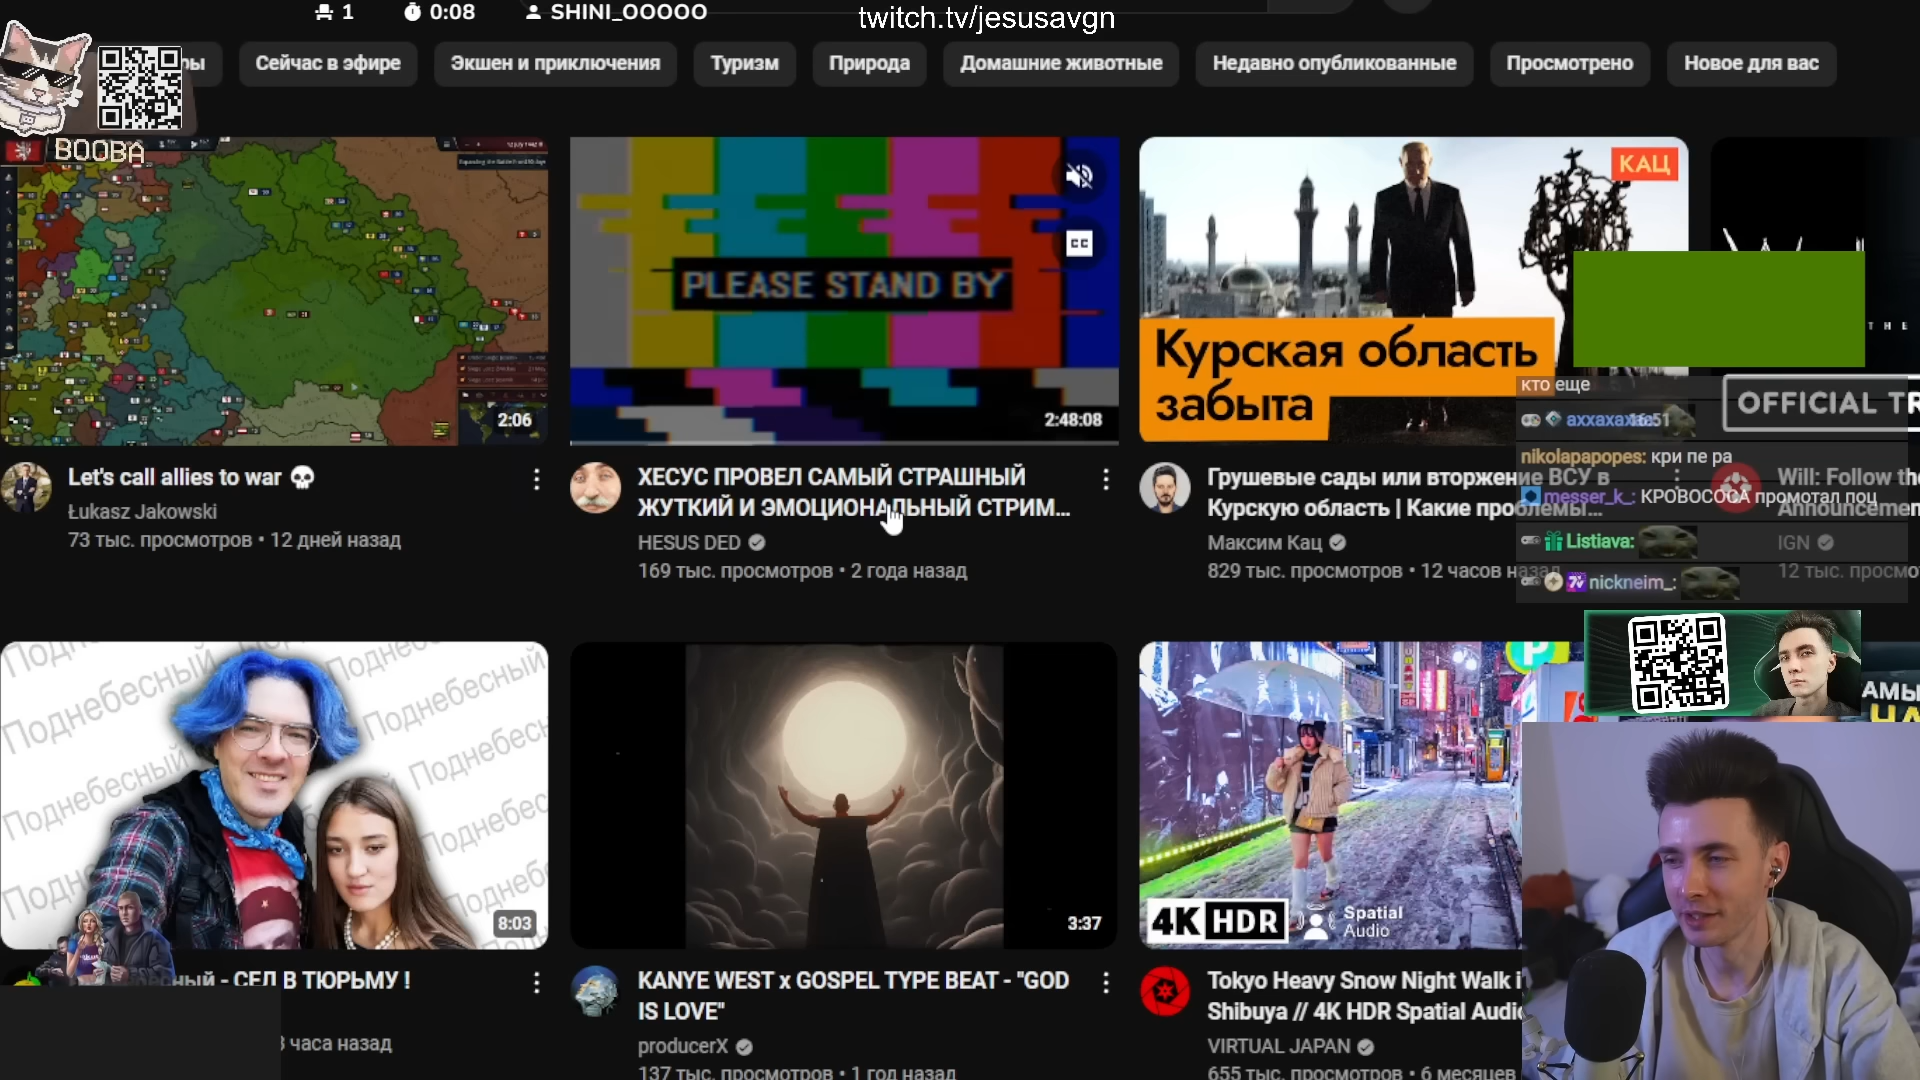 1 0:08 SHINI_OOOOO
twitch.tv/jesusavgn
ры Сейчас в эфире Экшен и приключения Туризм Природа Домашние животные Недавно опубликованные Просмотрено Новое для вас
BOOBA
PLEASE STAND BY
CC
КАЦ
Курская область
забыта
THE
OFFICIAL TR
2:06
2:48:08
Let's call allies to war 💀
Łukasz Jakowski
73 тыс. просмотров • 12 дней назад
ХЕСУС ПРОВЕЛ САМЫЙ СТРАШНЫЙ
ЖУТКИЙ И ЭМОЦИОНАЛЬНЫЙ СТРИМ...
HESUS DED
169 тыс. просмотров • 2 года назад
Грушевые сады или вторжение ВСУ в
Курскую область | Какие проблемы...
Максим Кац
829 тыс. просмотров • 12 часов назад
Will: Follow the
Announcemen
IGN
12 тыс. просмо
кто еще
nikolapapopes: кри пе ра
messer_k_: КРОВОСОСА промотал поц
Listiava:
nickneim_:
Поднебесный
8:03
3:37
4K HDR
Spatial
Audio
АМЫ
ный - СЕЛ В ТЮРЬМУ !
часа назад
KANYE WEST x GOSPEL TYPE BEAT - "GOD
IS LOVE"
producerX
137 тыс. просмотров • 1 год назад
Tokyo Heavy Snow Night Walk i
Shibuya // 4K HDR Spatial Audio
VIRTUAL JAPAN
655 тыс. просмотров • 6 месяцев